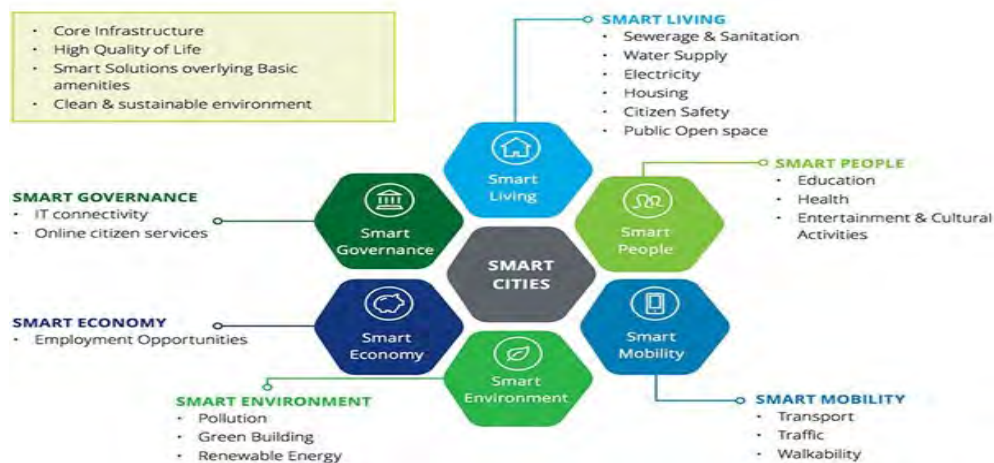 • Core Infrastructure
• High Quality of Life
• Smart Solutions overlying Basic
amenities
• Clean & sustainable environment
SMART LIVING
• Sewerage & Sanitation
• Water Supply
• Electricity
• Housing
• Citizen Safety
• Public Open space
SMART PEOPLE
• Education
• Health
• Entertainment & Cultural
Activities
SMART GOVERNANCE
• IT connectivity
• Online citizen services
Smart
Living
Smart
Governance
Smart
People
SMART
CITIES
SMART ECONOMY
• Employment Opportunities
Smart
Economy
Smart
Mobility
Smart
Environment
SMART ENVIRONMENT
• Pollution
• Green Building
• Renewable Energy
SMART MOBILITY
• Transport
• Traffic
• Walkability